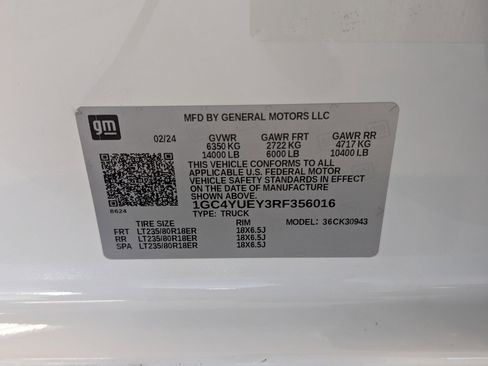 gm
MFD BY GENERAL MOTORS LLC
02/24 GVWR GAWR FRT GAWR RR
6350 KG 2722 KG 4717 KG
14000 LB 6000 LB 10400 LB
THIS VEHICLE CONFORMS TO ALL
APPLICABLE U.S. FEDERAL MOTOR
VEHICLE SAFETY STANDARDS IN EFFECT
ON THE DATE OF MANUFACTURE
1GC4YUEY3RF356016
8624 TYPE: TRUCK
TIRE SIZE RIM MODEL: 36CK30943
FRT LT235/80R18ER 18X6.5J
RR LT235/80R18ER 18X6.5J
SPA LT235/80R18ER 18X6.5J